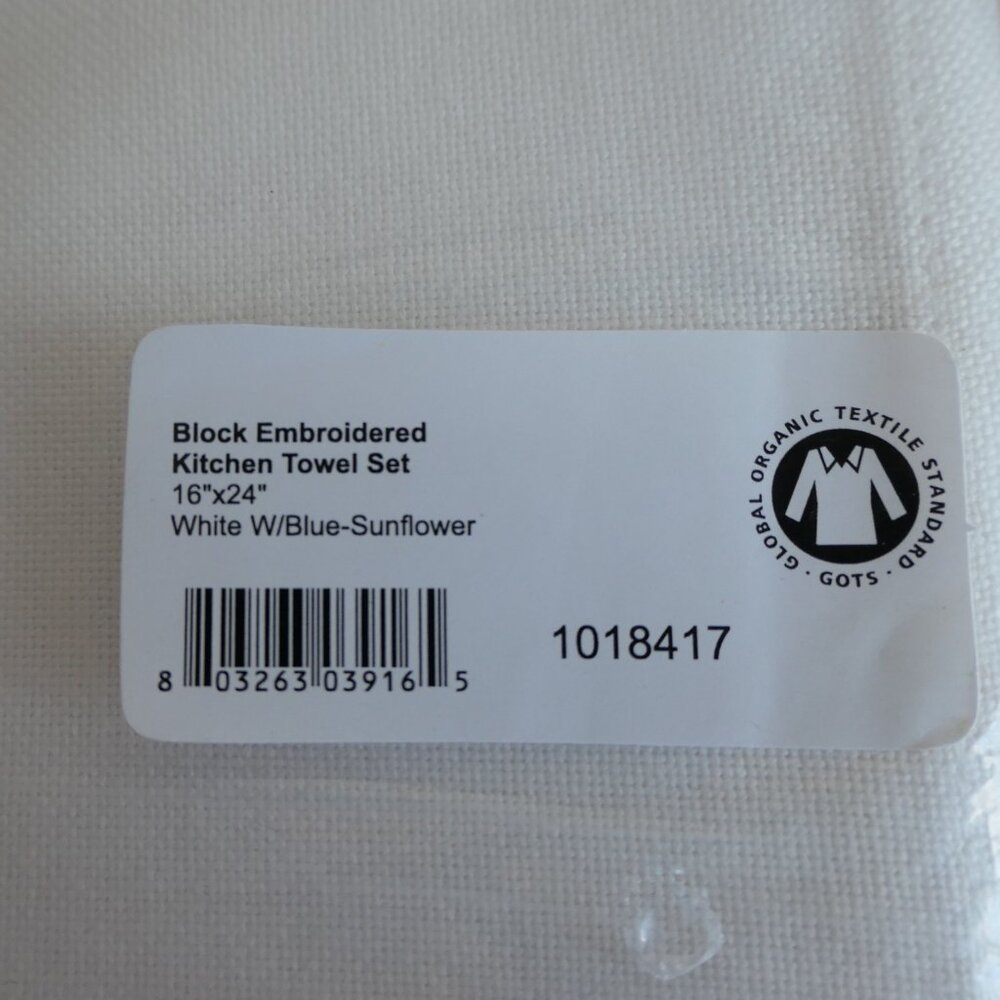 Block Embroidered
Kitchen Towel Set
16"x24"
White W/Blue-Sunflower
GLOBAL ORGANIC TEXTILE STANDARD · GOTS ·
1018417
8 03263 03916 5